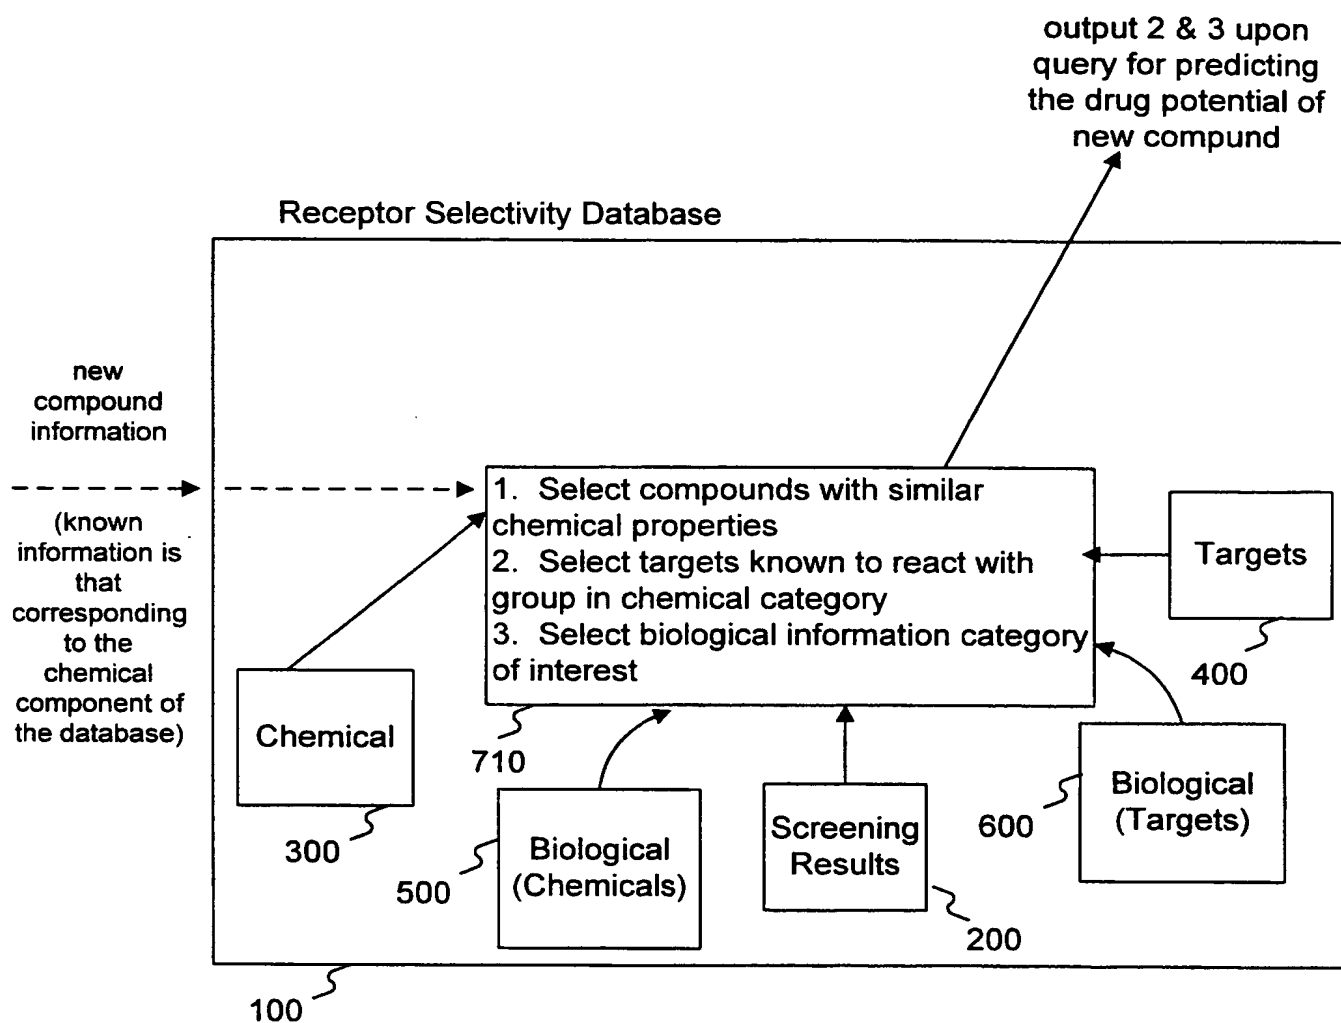 output 2 & 3 upon
query for predicting
the drug potential of
new compund
Receptor Selectivity Database
new
compound
information
(known
information is
that
corresponding
to the
chemical
component of
the database)
1. Select compounds with similar
chemical properties
2. Select targets known to react with
group in chemical category
3. Select biological information category
of interest
710
Targets
400
Chemical
300
Biological
(Chemicals)
500
Screening
Results
200
Biological
(Targets)
600
100